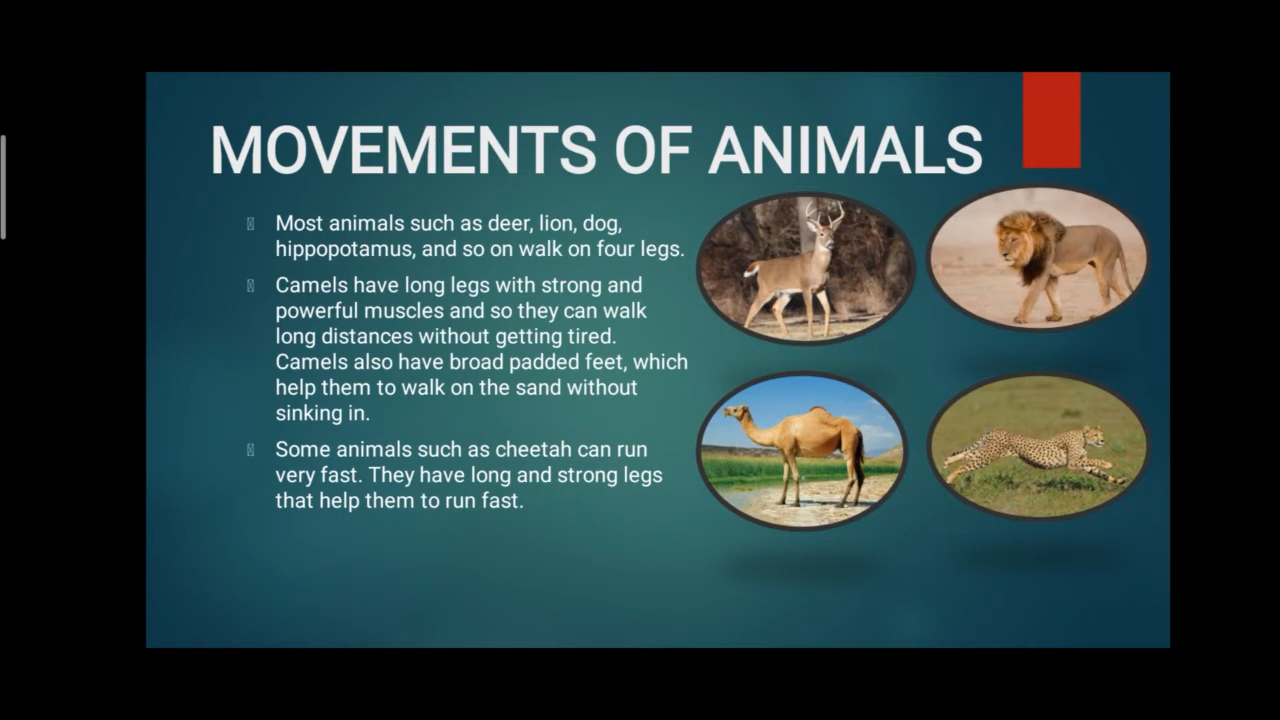 MOVEMENTS OF ANIMALS
Most animals such as deer, lion, dog,
hippopotamus, and so on walk on four legs.
Camels have long legs with strong and
powerful muscles and so they can walk
long distances without getting tired.
Camels also have broad padded feet, which
help them to walk on the sand without
sinking in.
Some animals such as cheetah can run
very fast. They have long and strong legs
that help them to run fast.